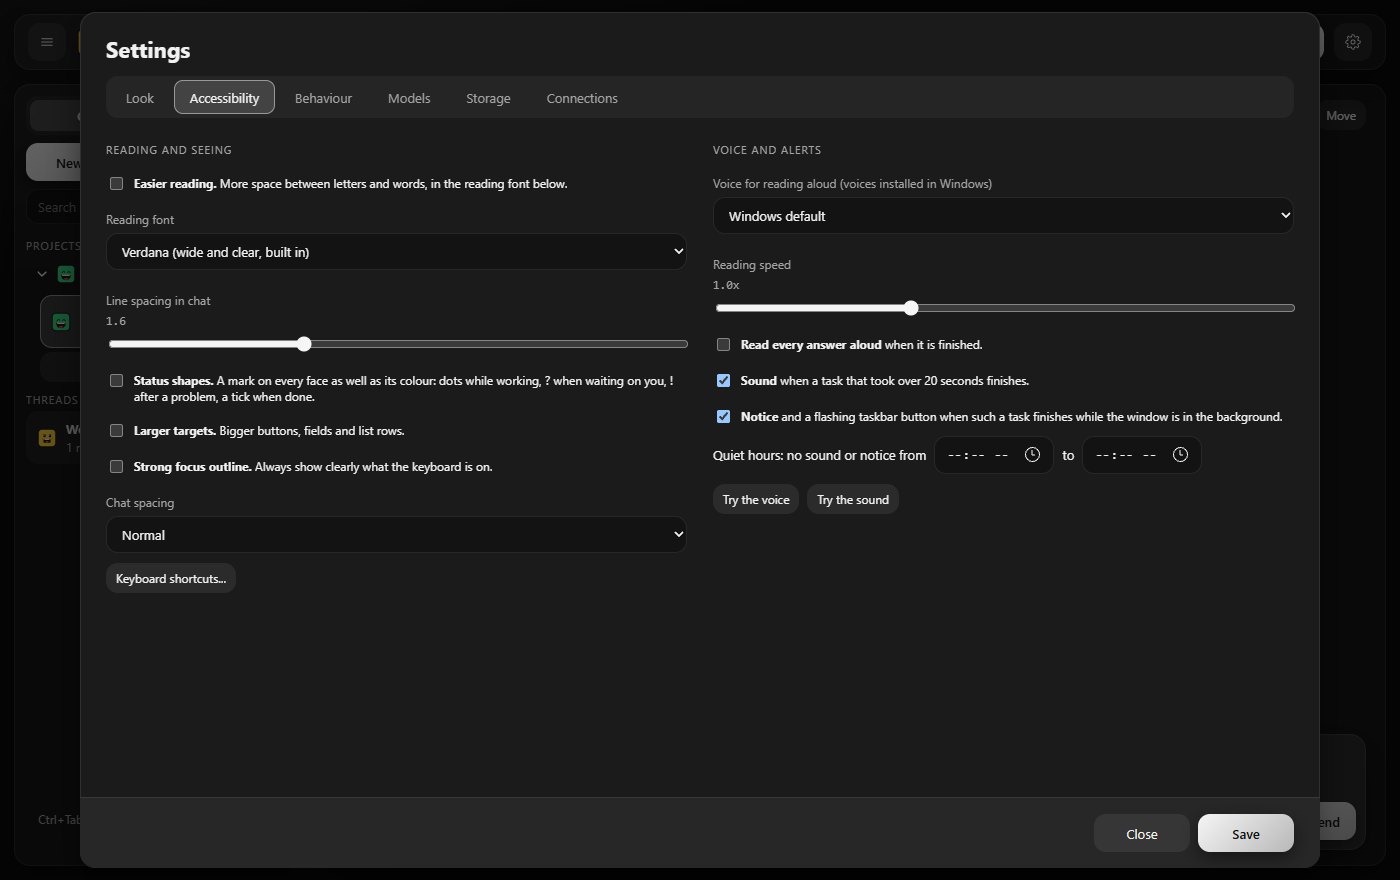 Settings
Look Accessibility Behaviour Models Storage Connections
Move
READING AND SEEING
Easier reading. More space between letters and words, in the reading font below.
Reading font
Verdana (wide and clear, built in)
Line spacing in chat
1.6
Status shapes. A mark on every face as well as its colour: dots while working, ? when waiting on you, !
after a problem, a tick when done.
Larger targets. Bigger buttons, fields and list rows.
Strong focus outline. Always show clearly what the keyboard is on.
Chat spacing
Normal
Keyboard shortcuts...
VOICE AND ALERTS
Voice for reading aloud (voices installed in Windows)
Windows default
Reading speed
1.0x
Read every answer aloud when it is finished.
Sound when a task that took over 20 seconds finishes.
Notice and a flashing taskbar button when such a task finishes while the window is in the background.
Quiet hours: no sound or notice from --:-- -- to --:-- --
Try the voice Try the sound
New
Search
PROJECTS
THREADS
Close Save